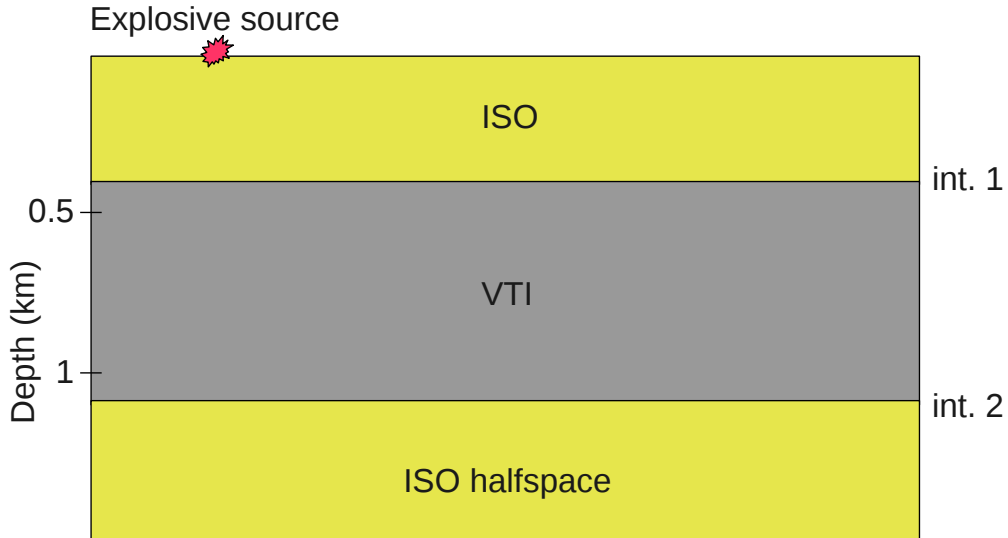 Explosive source
ISO
int. 1
0.5
VTI
Depth (km)
1
int. 2
ISO halfspace